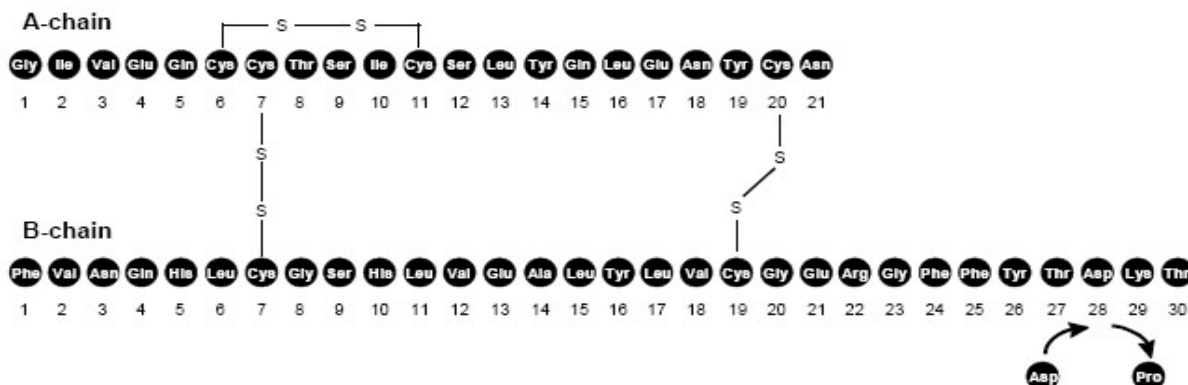 A-chain
S S
Gly Ile Val Glu Gln Cys Cys Thr Ser Ile Cys Ser Leu Tyr Gln Leu Glu Asn Tyr Cys Asn
1 2 3 4 5 6 7 8 9 10 11 12 13 14 15 16 17 18 19 20 21
S S
S S
B-chain
Phe Val Asn Gln His Leu Cys Gly Ser His Leu Val Glu Ala Leu Tyr Leu Val Cys Gly Glu Arg Gly Phe Phe Tyr Thr Asp Lys Thr
1 2 3 4 5 6 7 8 9 10 11 12 13 14 15 16 17 18 19 20 21 22 23 24 25 26 27 28 29 30
Asp Pro